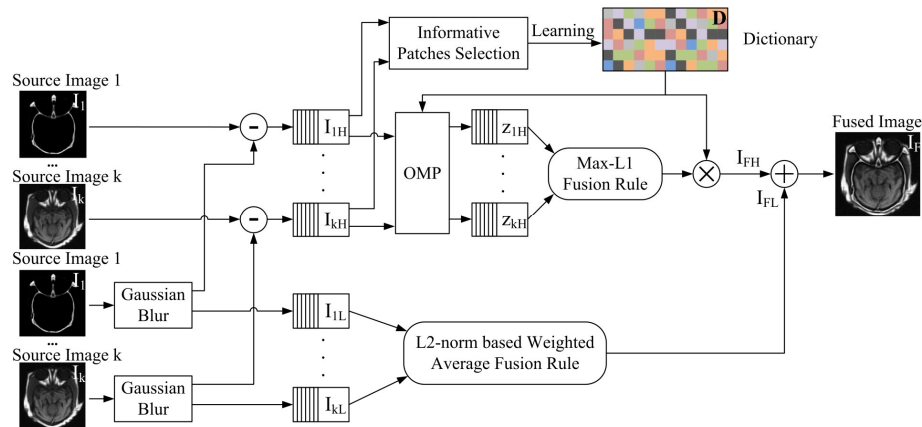 Informative
Patches Selection
Learning
D
Dictionary
Source Image 1
I1
...
Source Image k
Ik
Source Image 1
I1
...
Source Image k
Ik
-
-
Gaussian
Blur
Gaussian
Blur
I1H
.
.
.
IkH
OMP
z1H
.
.
.
zkH
Max-L1
Fusion Rule
×
IFH
+
IFL
Fused Image
IF
I1L
.
.
.
IkL
L2-norm based Weighted
Average Fusion Rule